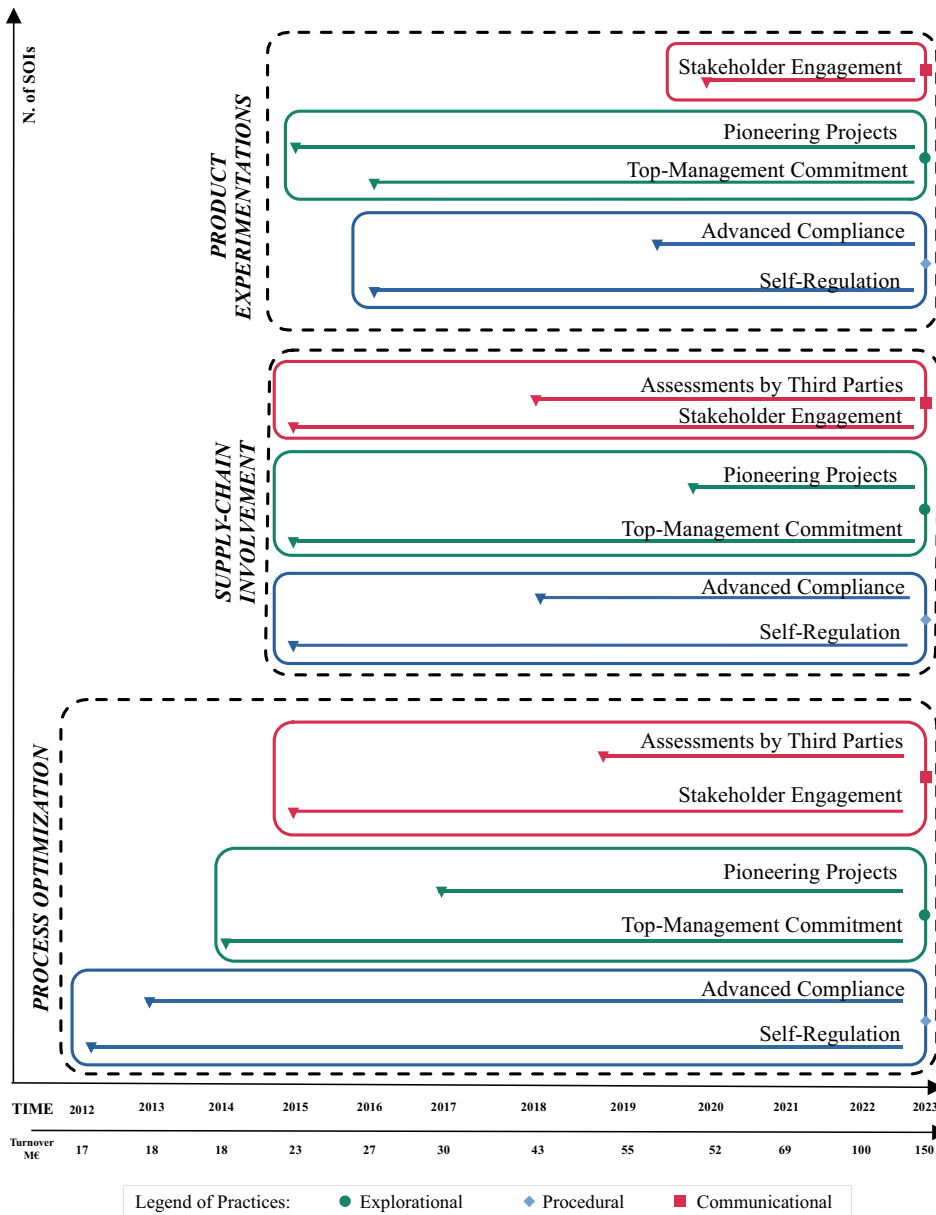 N. of SOIs
PRODUCT
EXPERIMENTATIONS
Stakeholder Engagement
Pioneering Projects
Top-Management Commitment
Advanced Compliance
Self-Regulation
SUPPLY-CHAIN
INVOLVEMENT
Assessments by Third Parties
Stakeholder Engagement
Pioneering Projects
Top-Management Commitment
Advanced Compliance
Self-Regulation
PROCESS OPTIMIZATION
Assessments by Third Parties
Stakeholder Engagement
Pioneering Projects
Top-Management Commitment
Advanced Compliance
Self-Regulation
TIME 2012 2013 2014 2015 2016 2017 2018 2019 2020 2021 2022 2023
Turnover
M€ 17 18 18 23 27 30 43 55 52 69 100 150
Legend of Practices: Explorational Procedural Communicational